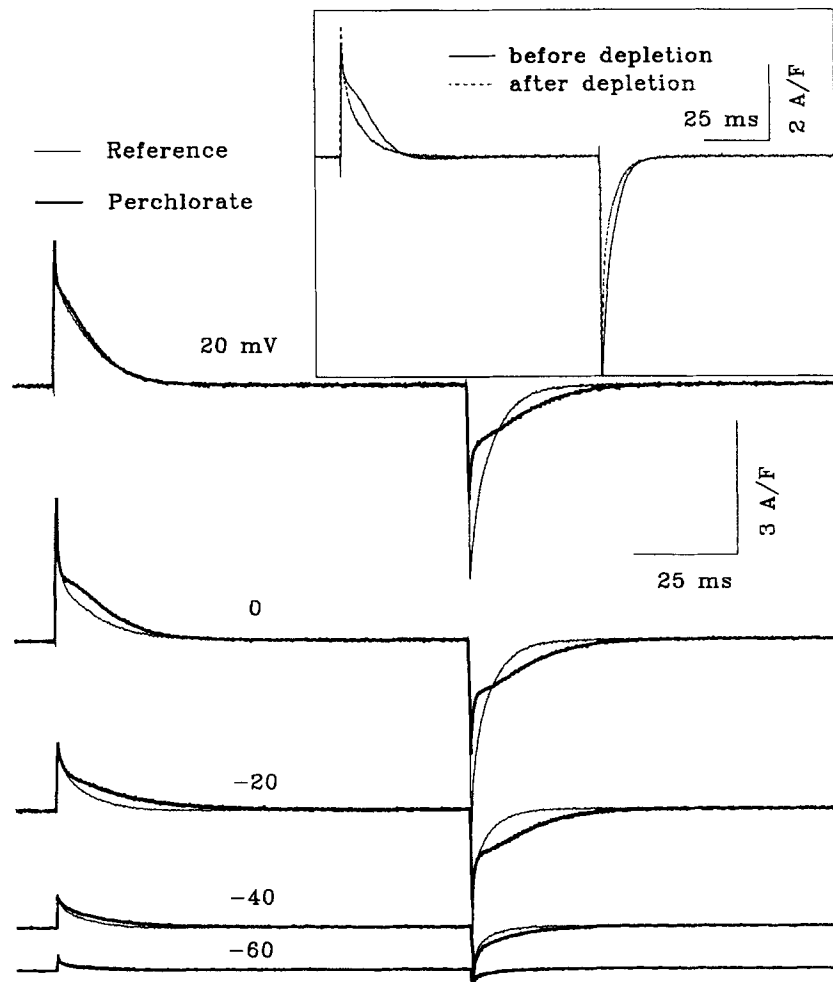 before depletion
after depletion
25 ms
2 A/F
Reference
Perchlorate
20 mV
3 A/F
25 ms
0
−20
−40
−60